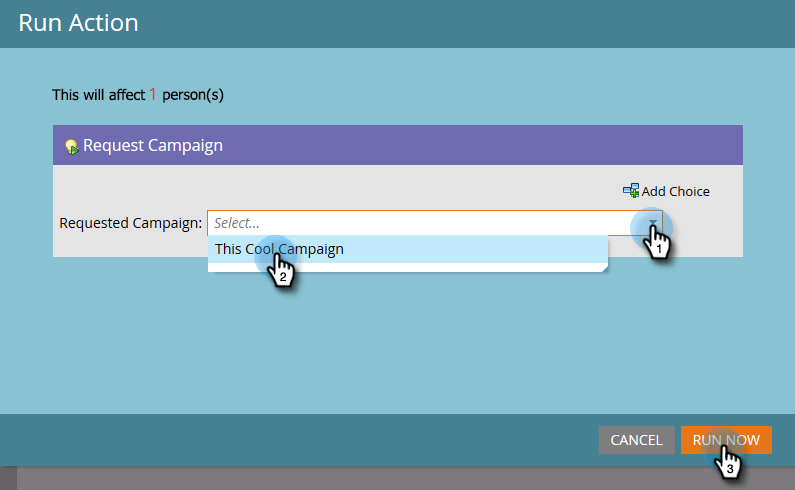 Run Action
This will affect 1 person(s)
Request Campaign
Add Choice
Requested Campaign: Select...
1
This Cool Campaign
2
CANCEL RUN NOW
3